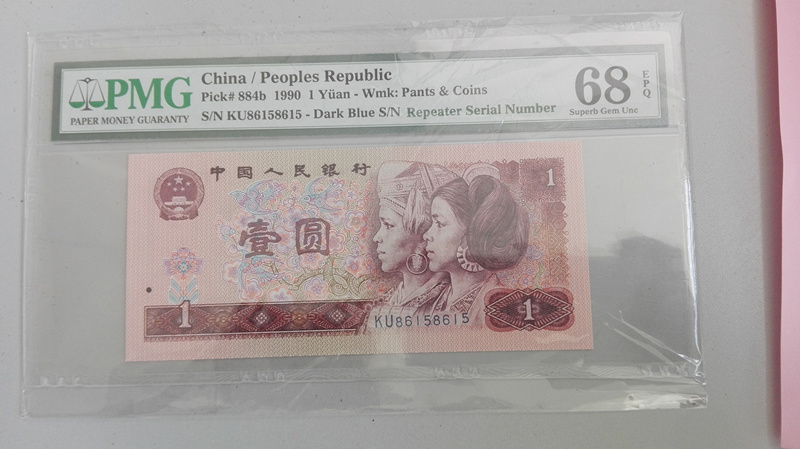 PMG
PAPER MONEY GUARANTY
China / Peoples Republic
Pick# 884b 1990 1 Yüan - Wmk: Pants & Coins
S/N KU86158615 - Dark Blue S/N Repeater Serial Number
68 EPQ
Superb Gem Unc
中国人民银行
1
壹圆
1
KU86158615
1